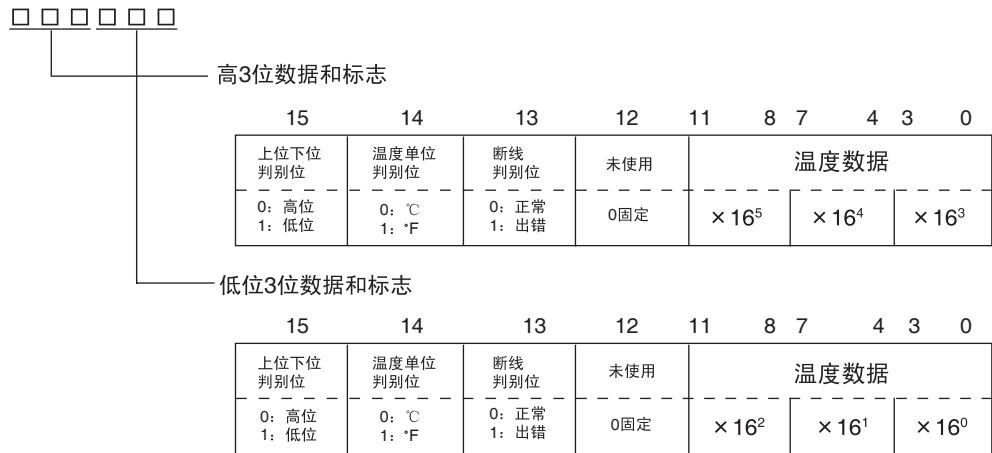 □□□□□□
高3位数据和标志
15 14 13 12 11 8 7 4 3 0
上位下位 温度单位 断线 未使用 温度数据
判别位 判别位 判别位
0：高位 0：℃ 0：正常 0固定 ×16⁵ ×16⁴ ×16³
1：低位 1：°F 1：出错
低位3位数据和标志
15 14 13 12 11 8 7 4 3 0
上位下位 温度单位 断线 未使用 温度数据
判别位 判别位 判别位
0：高位 0：℃ 0：正常 0固定 ×16² ×16¹ ×16⁰
1：低位 1：°F 1：出错